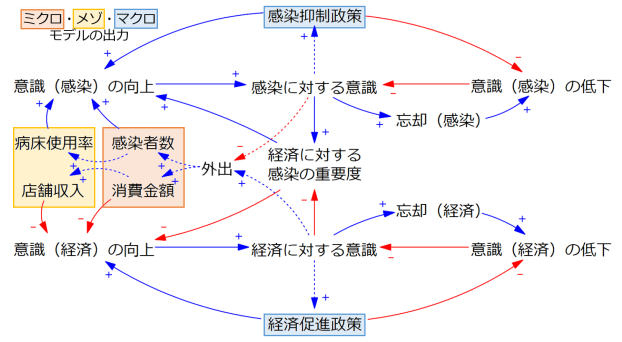 ミクロ・メゾ・マクロ
モデルの出力
感染抑制政策
意識（感染）の向上
感染に対する意識
意識（感染）の低下
忘却（感染）
病床使用率
感染者数
経済に対する
感染の重要度
外出
店舗収入
消費金額
忘却（経済）
意識（経済）の向上
経済に対する意識
意識（経済）の低下
経済促進政策